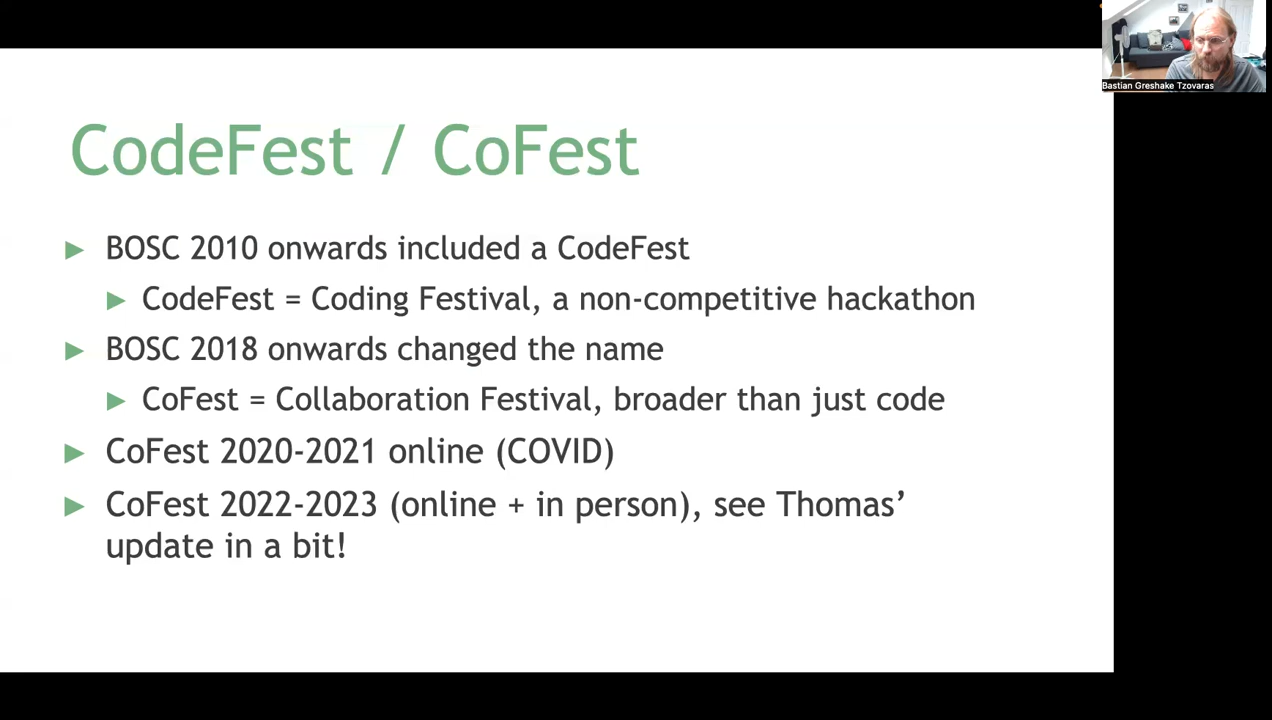 Bastian Greshake Tzovaras
CodeFest / CoFest
► BOSC 2010 onwards included a CodeFest
► CodeFest = Coding Festival, a non-competitive hackathon
► BOSC 2018 onwards changed the name
► CoFest = Collaboration Festival, broader than just code
► CoFest 2020-2021 online (COVID)
► CoFest 2022-2023 (online + in person), see Thomas’
update in a bit!